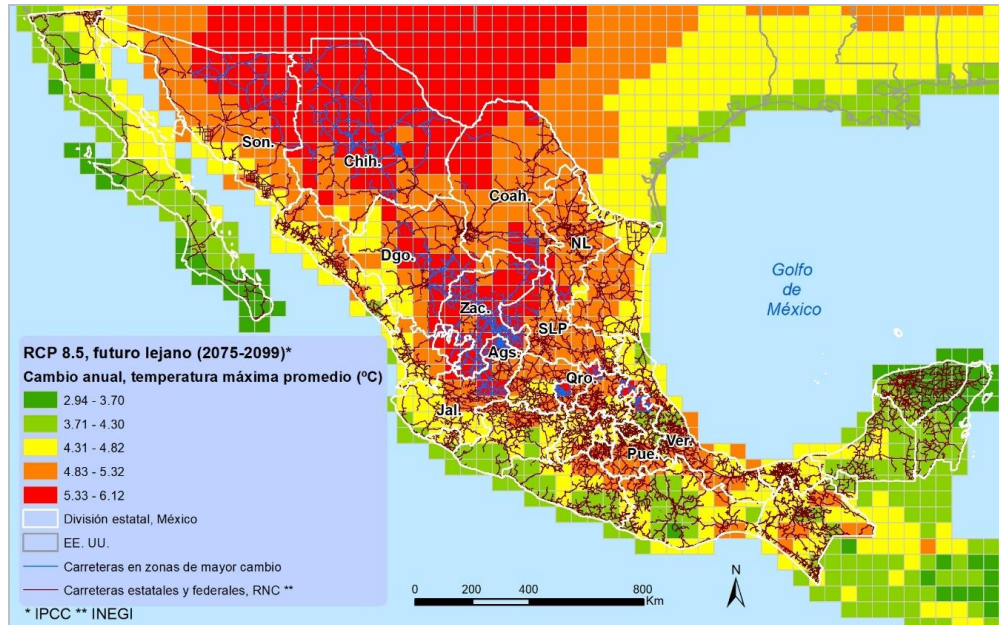 Son.
Chih.
Coah.
NL
Dgo.
Zac.
SLP
Ags.
Qro.
Jal.
Ver.
Pue.
Golfo
de
México
RCP 8.5, futuro lejano (2075-2099)*
Cambio anual, temperatura máxima promedio (ºC)
2.94 - 3.70
3.71 - 4.30
4.31 - 4.82
4.83 - 5.32
5.33 - 6.12
División estatal, México
EE. UU.
Carreteras en zonas de mayor cambio
Carreteras estatales y federales, RNC **
* IPCC ** INEGI
0 200 400 800
Km
N